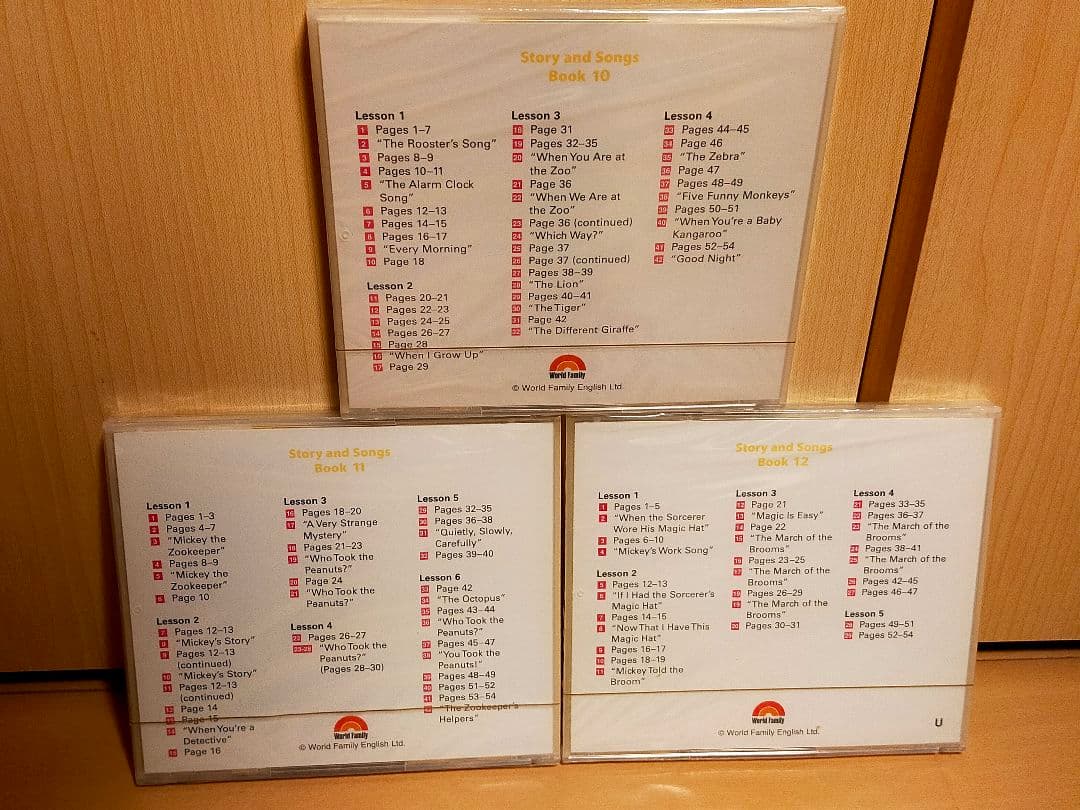 Story and Songs
Book 10
Lesson 1
1 Pages 1–7
2 "The Rooster's Song"
3 Pages 8–9
4 Pages 10–11
5 "The Alarm Clock
Song"
6 Pages 12–13
7 Pages 14–15
8 Pages 16–17
9 "Every Morning"
10 Page 18
Lesson 2
11 Pages 20–21
12 Pages 22–23
13 Pages 24–25
14 Pages 26–27
15 Page 28
16 "When I Grow Up"
17 Page 29
Lesson 3
18 Page 31
19 Pages 32–35
20 "When You Are at
the Zoo"
21 Page 36
22 "When We Are at
the Zoo"
23 Page 36 (continued)
24 "Which Way?"
25 Page 37
26 Page 37 (continued)
27 Pages 38–39
28 "The Lion"
29 Pages 40–41
30 "The Tiger"
31 Page 42
32 "The Different Giraffe"
Lesson 4
33 Pages 44–45
34 Page 46
35 "The Zebra"
36 Page 47
37 Pages 48–49
38 "Five Funny Monkeys"
39 Pages 50–51
40 "When You're a Baby
Kangaroo"
41 Pages 52–54
42 "Good Night"
World Family
© World Family English Ltd.
Story and Songs
Book 11
Lesson 1
1 Pages 1–3
2 Pages 4–7
3 "Mickey the
Zookeeper"
4 Pages 8–9
5 "Mickey the
Zookeeper"
6 Page 10
Lesson 2
7 Pages 12–13
8 "Mickey's Story"
9 Pages 12–13
(continued)
10 "Mickey's Story"
11 Pages 12–13
(continued)
12 Page 14
13 Page 15
14 "When You're a
Detective"
15 Page 16
Lesson 3
16 Pages 18–20
17 "A Very Strange
Mystery"
18 Pages 21–23
19 "Who Took the
Peanuts?"
20 Page 24
21 "Who Took the
Peanuts?"
Lesson 4
22 Pages 26–27
23-28 "Who Took the
Peanuts?"
(Pages 28–30)
Lesson 5
29 Pages 32–35
30 Pages 36–38
31 "Quietly, Slowly,
Carefully"
32 Pages 39–40
Lesson 6
33 Page 42
34 "The Octopus"
35 Pages 43–44
36 "Who Took the
Peanuts?"
37 Pages 45–47
38 "You Took the
Peanuts!"
39 Pages 48–49
40 Pages 51–52
41 Pages 53–54
42 "The Zookeeper's
Helpers"
World Family
© World Family English Ltd.
Story and Songs
Book 12
Lesson 1
1 Pages 1–5
2 "When the Sorcerer
Wore His Magic Hat"
3 Pages 6–10
4 "Mickey's Work Song"
Lesson 2
5 Pages 12–13
6 "If I Had the Sorcerer's
Magic Hat"
7 Pages 14–15
8 "Now That I Have This
Magic Hat"
9 Pages 16–17
10 Pages 18–19
11 "Mickey Told the
Broom"
Lesson 3
12 Page 21
13 "Magic Is Easy"
14 Page 22
15 "The March of the
Brooms"
16 Pages 23–25
17 "The March of the
Brooms"
18 Pages 26–29
19 "The March of the
Brooms"
20 Pages 30–31
Lesson 4
21 Pages 33–35
22 Pages 36–37
23 "The March of the
Brooms"
24 Pages 38–41
25 "The March of the
Brooms"
26 Pages 42–45
27 Pages 46–47
Lesson 5
28 Pages 49–51
29 Pages 52–54
World Family
© World Family English Ltd.
U